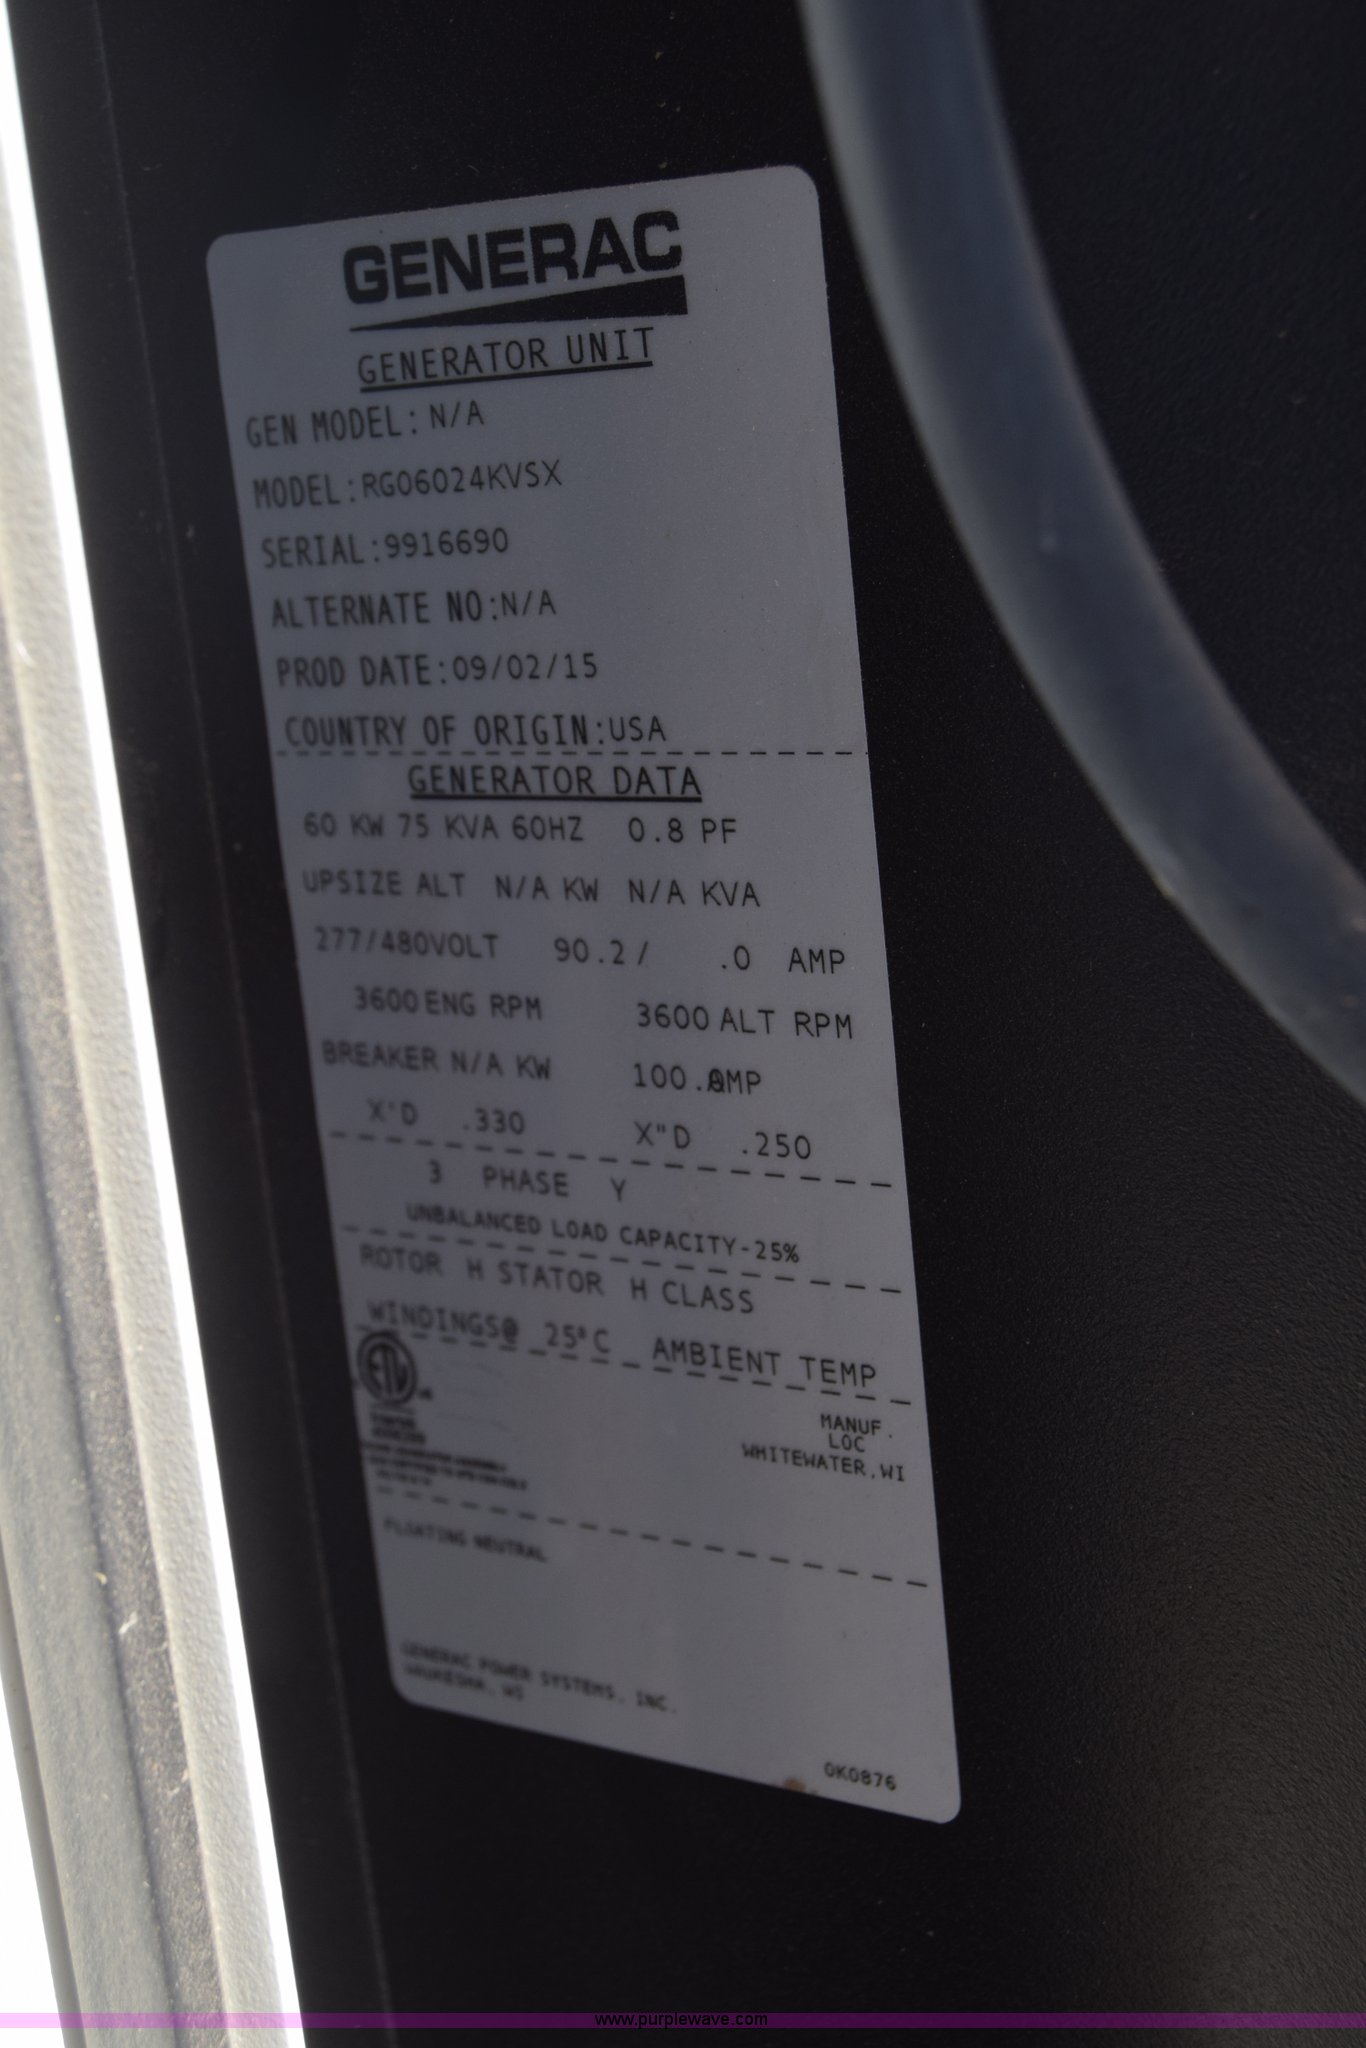 GENERAC
GENERATOR UNIT
GEN MODEL: N/A
MODEL:RG06024KVSX
SERIAL:9916690
ALTERNATE NO:N/A
PROD DATE:09/02/15
COUNTRY OF ORIGIN:USA
GENERATOR DATA
60 KW 75 KVA 60HZ 0.8 PF
UPSIZE ALT N/A KW N/A KVA
277/480VOLT 90.2/ .0 AMP
3600 ENG RPM 3600 ALT RPM
BREAKER N/A KW 100.0AMP
X'D .330 X"D .250
3 PHASE Y
UNBALANCED LOAD CAPACITY-25%
ROTOR H STATOR H CLASS
WINDINGS@ 25°C AMBIENT TEMP
MANUF.
LOC
WHITEWATER,WI
FLOATING NEUTRAL
GENERAC POWER SYSTEMS, INC.
WAUKESHA, WI
0K0876
www.purplewave.com